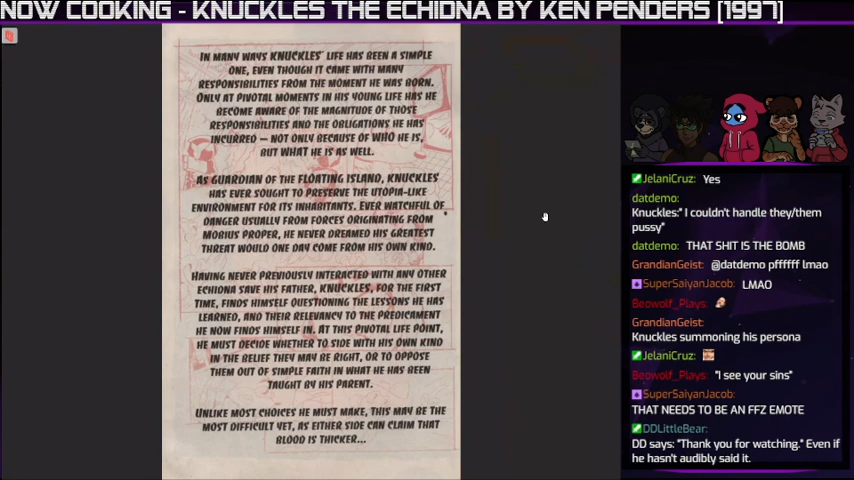 NOW COOKING - KNUCKLES THE ECHIDNA BY KEN PENDERS [1997]
IN MANY WAYS KNUCKLES' LIFE HAS BEEN A SIMPLE
ONE, EVEN THOUGH IT CAME WITH MANY
RESPONSIBILITIES FROM THE MOMENT HE WAS BORN.
ONLY AT PIVOTAL MOMENTS IN HIS YOUNG LIFE HAS HE
BECOME AWARE OF THE MAGNITUDE OF THOSE
RESPONSIBILITIES AND THE OBLIGATIONS HE HAS
INCURRED — NOT ONLY BECAUSE OF WHO HE IS,
BUT WHAT HE IS AS WELL.
AS GUARDIAN OF THE FLOATING ISLAND, KNUCKLES
HAS EVER SOUGHT TO PRESERVE THE UTOPIA-LIKE
ENVIRONMENT FOR ITS INHABITANTS. EVER WATCHFUL OF
DANGER USUALLY FROM FORCES ORIGINATING FROM
MOBIUS PROPER, HE NEVER DREAMED HIS GREATEST
THREAT WOULD ONE DAY COME FROM HIS OWN KIND.
HAVING NEVER PREVIOUSLY INTERACTED WITH ANY OTHER
ECHIDNA SAVE HIS FATHER, KNUCKLES, FOR THE FIRST
TIME, FINDS HIMSELF QUESTIONING THE LESSONS HE HAS
LEARNED, AND THEIR RELEVANCY TO THE PREDICAMENT
HE NOW FINDS HIMSELF IN. AT THIS PIVOTAL LIFE POINT,
HE MUST DECIDE WHETHER TO SIDE WITH HIS OWN KIND
IN THE BELIEF THEY MAY BE RIGHT, OR TO OPPOSE
THEM OUT OF SIMPLE FAITH IN WHAT HE HAS BEEN
TAUGHT BY HIS PARENT.
UNLIKE MOST CHOICES HE MUST MAKE, THIS MAY BE THE
MOST DIFFICULT YET, AS EITHER SIDE CAN CLAIM THAT
BLOOD IS THICKER...
JelaniCruz: Yes
datdemo:
Knuckles:" I couldn't handle they/them
pussy"
datdemo: THAT SHIT IS THE BOMB
GrandianGeist: @datdemo pffffff lmao
SuperSaiyanJacob: LMAO
Beowolf_Plays:
GrandianGeist:
Knuckles summoning his persona
JelaniCruz:
Beowolf_Plays: "I see your sins"
SuperSaiyanJacob:
THAT NEEDS TO BE AN FFZ EMOTE
DDLittleBear:
DD says: "Thank you for watching." Even if
he hasn't audibly said it.